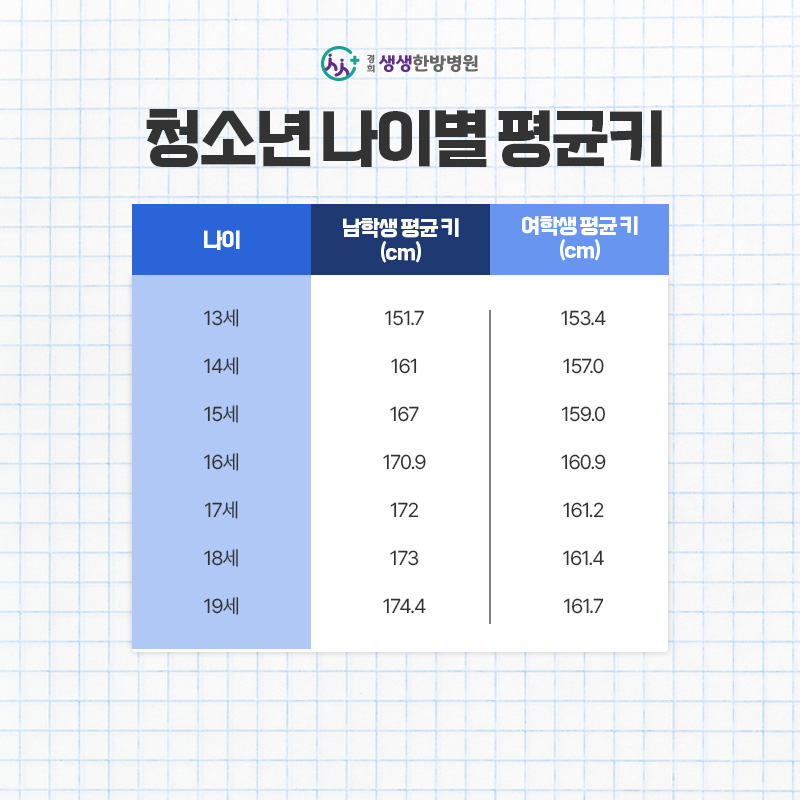 경희 생생한방병원
청소년 나이별 평균키
나이 남학생 평균 키 (cm) 여학생 평균 키 (cm)
13세 151.7 153.4
14세 161 157.0
15세 167 159.0
16세 170.9 160.9
17세 172 161.2
18세 173 161.4
19세 174.4 161.7